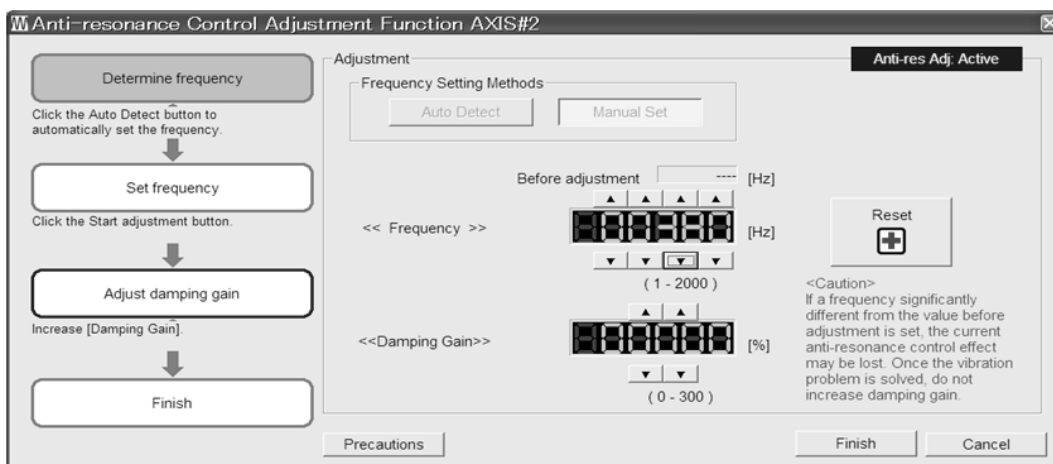 Anti-resonance Control Adjustment Function AXIS#2
Determine frequency
Click the Auto Detect button to
automatically set the frequency.
Set frequency
Click the Start adjustment button.
Adjust damping gain
Increase [Damping Gain].
Finish
Adjustment
Anti-res Adj: Active
Frequency Setting Methods
Auto Detect
Manual Set
Before adjustment ---- [Hz]
<< Frequency >>
[Hz]
( 1 - 2000 )
<<Damping Gain>>
[%]
( 0 - 300 )
Reset
<Caution>
If a frequency significantly
different from the value before
adjustment is set, the current
anti-resonance control effect
may be lost. Once the vibration
problem is solved, do not
increase damping gain.
Precautions
Finish
Cancel